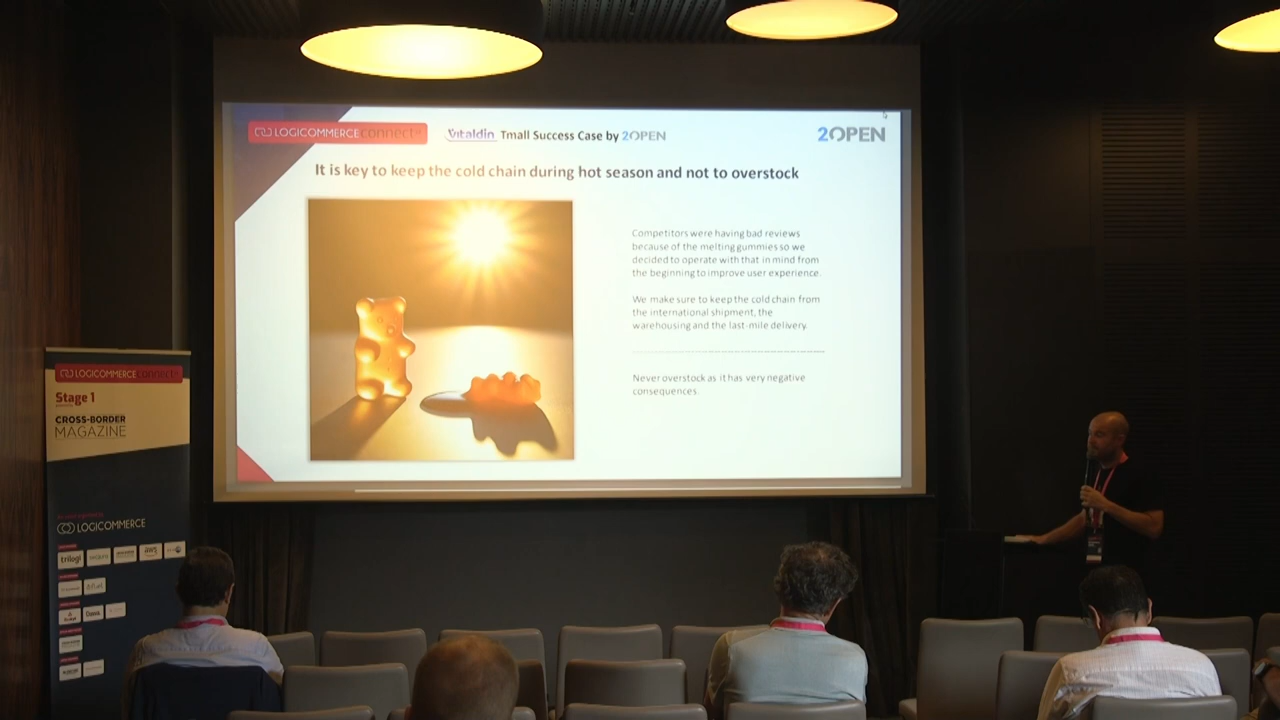 LOGICOMMERCE connect
Vitaldin Tmall Success Case by 2OPEN
2OPEN
It is key to keep the cold chain during hot season and not to overstock
Competitors were having bad reviews
because of the melting gummies so we
decided to operate with that in mind from
the beginning to improve user experience.
We make sure to keep the cold chain from
the international shipment, the
warehousing and the last-mile delivery.
Never overstock as it has very negative
consequences.
LOGICOMMERCE connect
Stage 1
CROSS-BORDER
MAGAZINE
LOGICOMMERCE
trilogi
aws